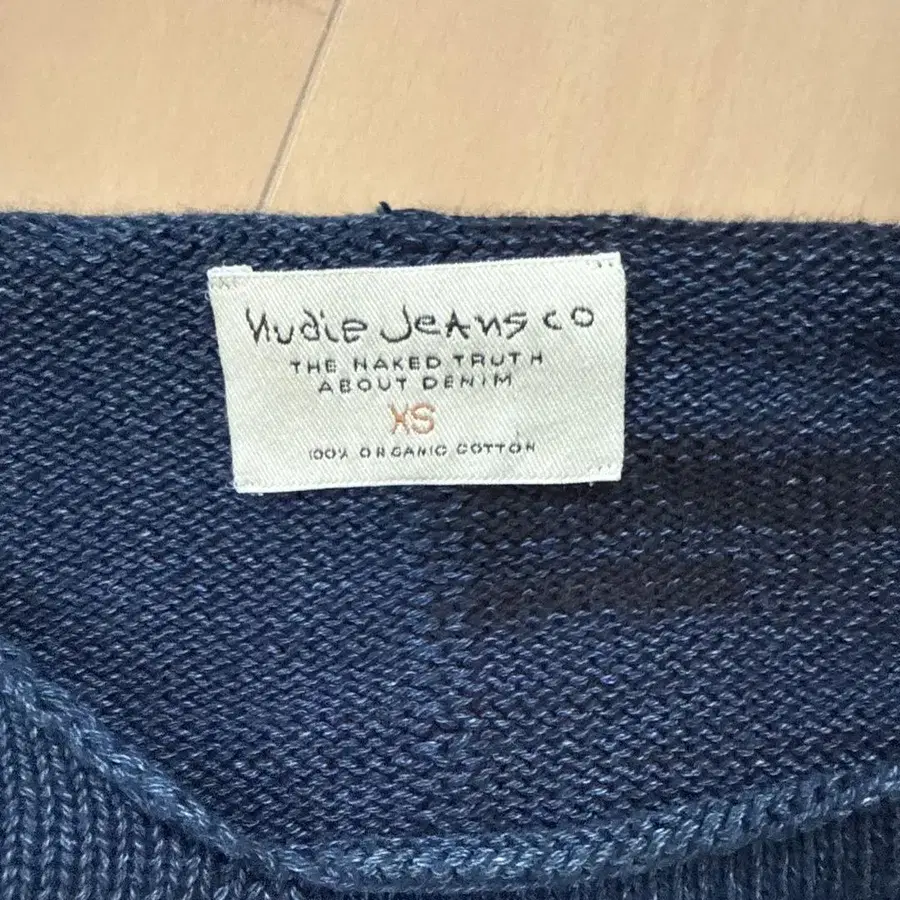 Nudie Jeans co
THE NAKED TRUTH
ABOUT DENIM
XS
100% ORGANIC COTTON